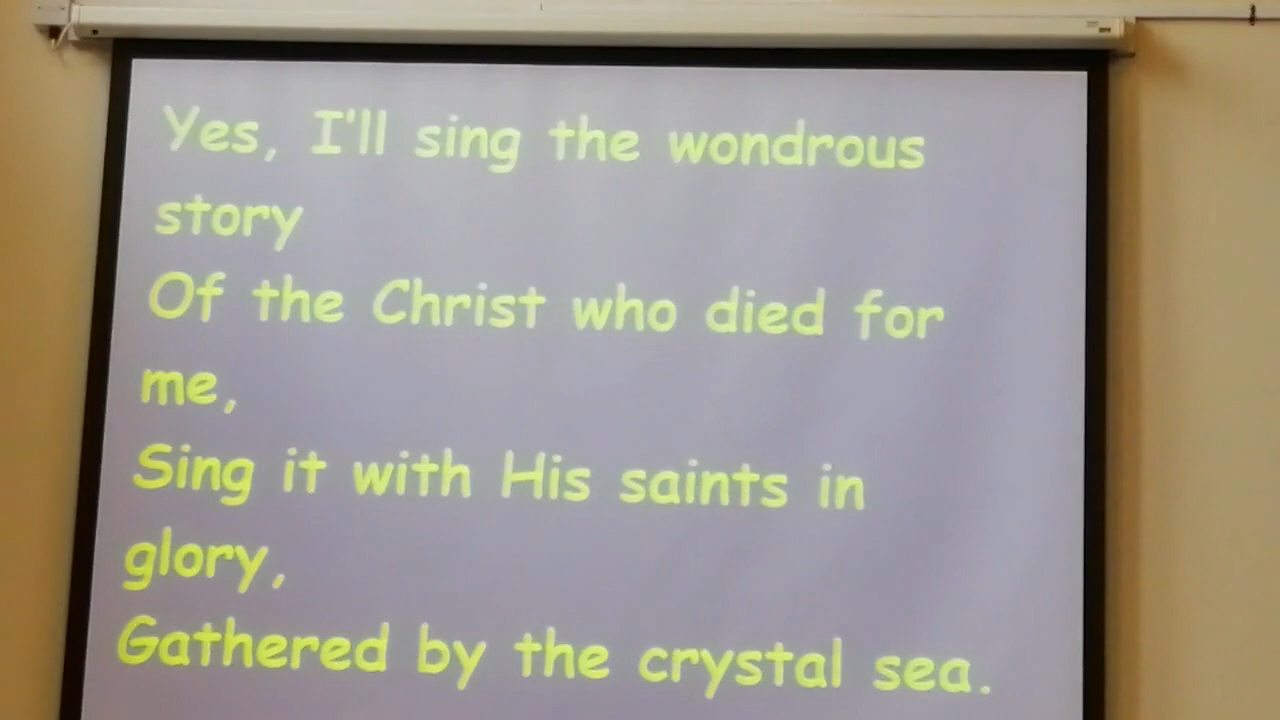 Yes, I'll sing the wondrous
story
Of the Christ who died for
me,
Sing it with His saints in
glory,
Gathered by the crystal sea.